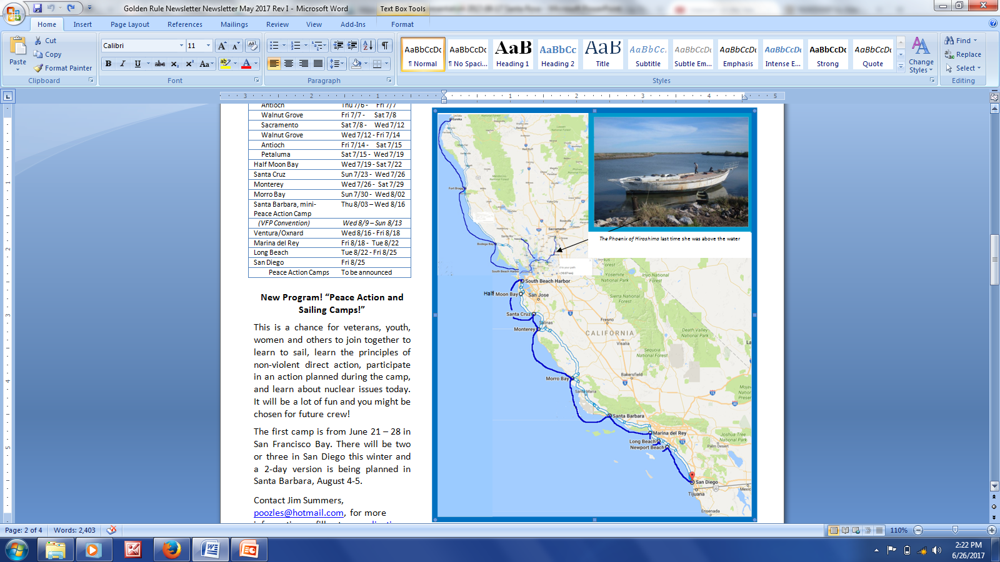 Golden Rule Newsletter Newsletter May 2017 Rev I - Microsoft Word
Text Box Tools
Home Insert Page Layout References Mailings Review View Add-Ins Format
Paste
Cut
Copy
Format Painter
Clipboard
Calibri 11
Font
Paragraph
AaBbCcDc AaBbCcDc AaB AaBbCc AaB AaBbCc. AaBbCcDc AaBbCcDc AaBbCcDc AaBbCcDc AaBbCcDc
¶ Normal ¶ No Spaci... Heading 1 Heading 2 Title Subtitle Subtle Em... Emphasis Intense E... Strong Quote
Change Styles
Styles
Find
Replace
Select
Editing
3 2 1 1 2 3 4 5
Antioch Thu 7/6 - Fri 7/7
Walnut Grove Fri 7/7 - Sat 7/8
Sacramento Sat 7/8 - Wed 7/12
Walnut Grove Wed 7/12 - Fri 7/14
Antioch Fri 7/14 - Sat 7/15
Petaluma Sat 7/15 - Wed 7/19
Half Moon Bay Wed 7/19 - Sat 7/22
Santa Cruz Sun 7/23 - Wed 7/26
Monterey Wed 7/26 - Sat 7/29
Morro Bay Sun 7/30 - Wed 8/02
Santa Barbara, mini- Thu 8/03 – Wed 8/16
Peace Action Camp
(VFP Convention) Wed 8/9 – Sun 8/13
Ventura/Oxnard Wed 8/16 - Fri 8/18
Marina del Rey Fri 8/18 - Tue 8/22
Long Beach Tue 8/22 - Fri 8/25
San Diego Fri 8/25
Peace Action Camps To be announced
New Program! “Peace Action and
Sailing Camps!”
This is a chance for veterans, youth,
women and others to join together to
learn to sail, learn the principles of
non-violent direct action, participate
in an action planned during the camp,
and learn about nuclear issues today.
It will be a lot of fun and you might be
chosen for future crew!
The first camp is from June 21 – 28 in
San Francisco Bay. There will be two
or three in San Diego this winter and
a 2-day version is being planned in
Santa Barbara, August 4-5.
Contact Jim Summers,
poozles@hotmail.com, for more
The Phoenix of Hiroshima last time she was above the water
Eureka
Fort Bragg
Yuba City
Roseville
Sacramento
Bodega Bay
South Beach Harbor
South Beach Harbor
Half Moon Bay
San Jose
Santa Cruz
Salinas
Monterey
Yosemite National Park
Inyo National Forest
Sierra National Forest
Fresno
CALIFORNIA
Visalia
Death Valley National Park
Sequoia National Forest
La
Bakersfield
Morro Bay
Santa Maria
Mojav
National
Pres
Santa Barbara
Marina del Rey
Long Beach
Newport Beach
Joshua Tree National Park
Palm Desert
San Diego
Tijuana
Mexic
Ensenada
Page: 2 of 4 Words: 2,403
110%
2:22 PM
6/26/2017